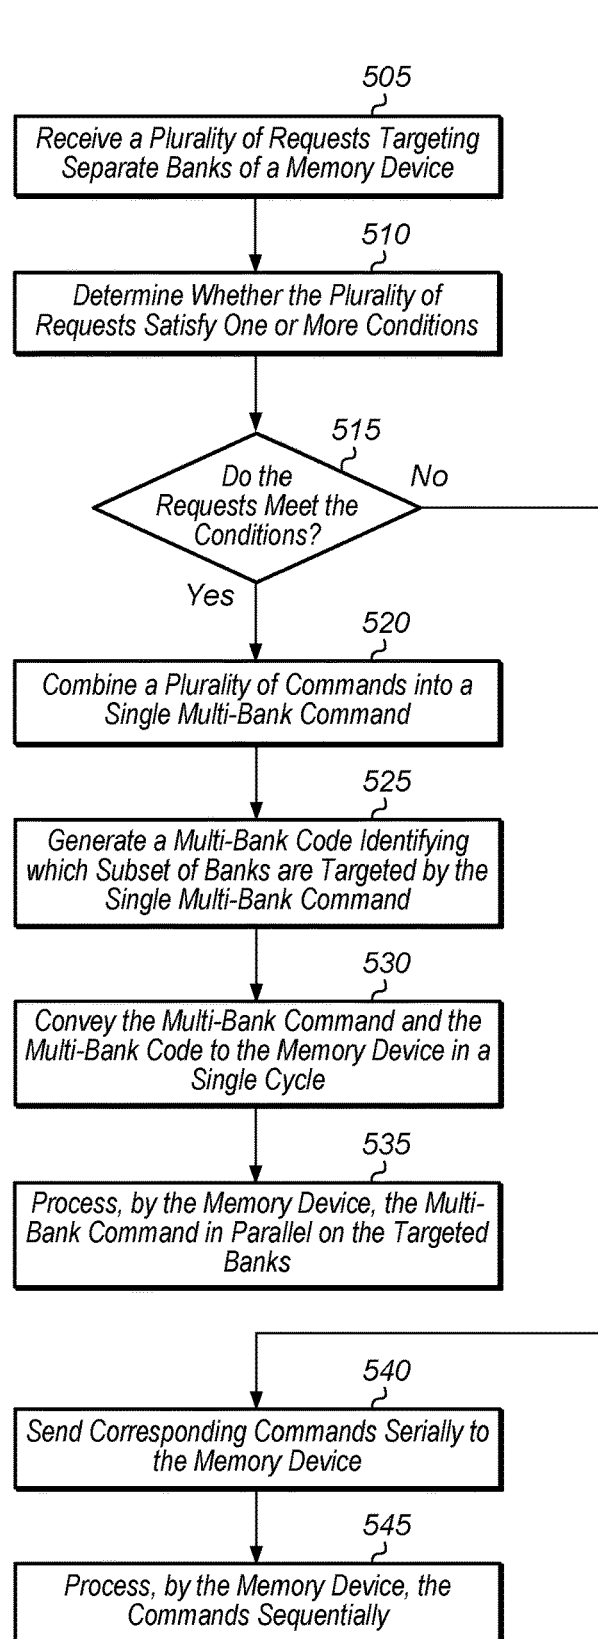 505
Receive a Plurality of Requests Targeting
Separate Banks of a Memory Device
510
Determine Whether the Plurality of
Requests Satisfy One or More Conditions
515
Do the
Requests Meet the
Conditions?
No
Yes
520
Combine a Plurality of Commands into a
Single Multi-Bank Command
525
Generate a Multi-Bank Code Identifying
which Subset of Banks are Targeted by the
Single Multi-Bank Command
530
Convey the Multi-Bank Command and the
Multi-Bank Code to the Memory Device in a
Single Cycle
535
Process, by the Memory Device, the Multi-
Bank Command in Parallel on the Targeted
Banks
540
Send Corresponding Commands Serially to
the Memory Device
545
Process, by the Memory Device, the
Commands Sequentially